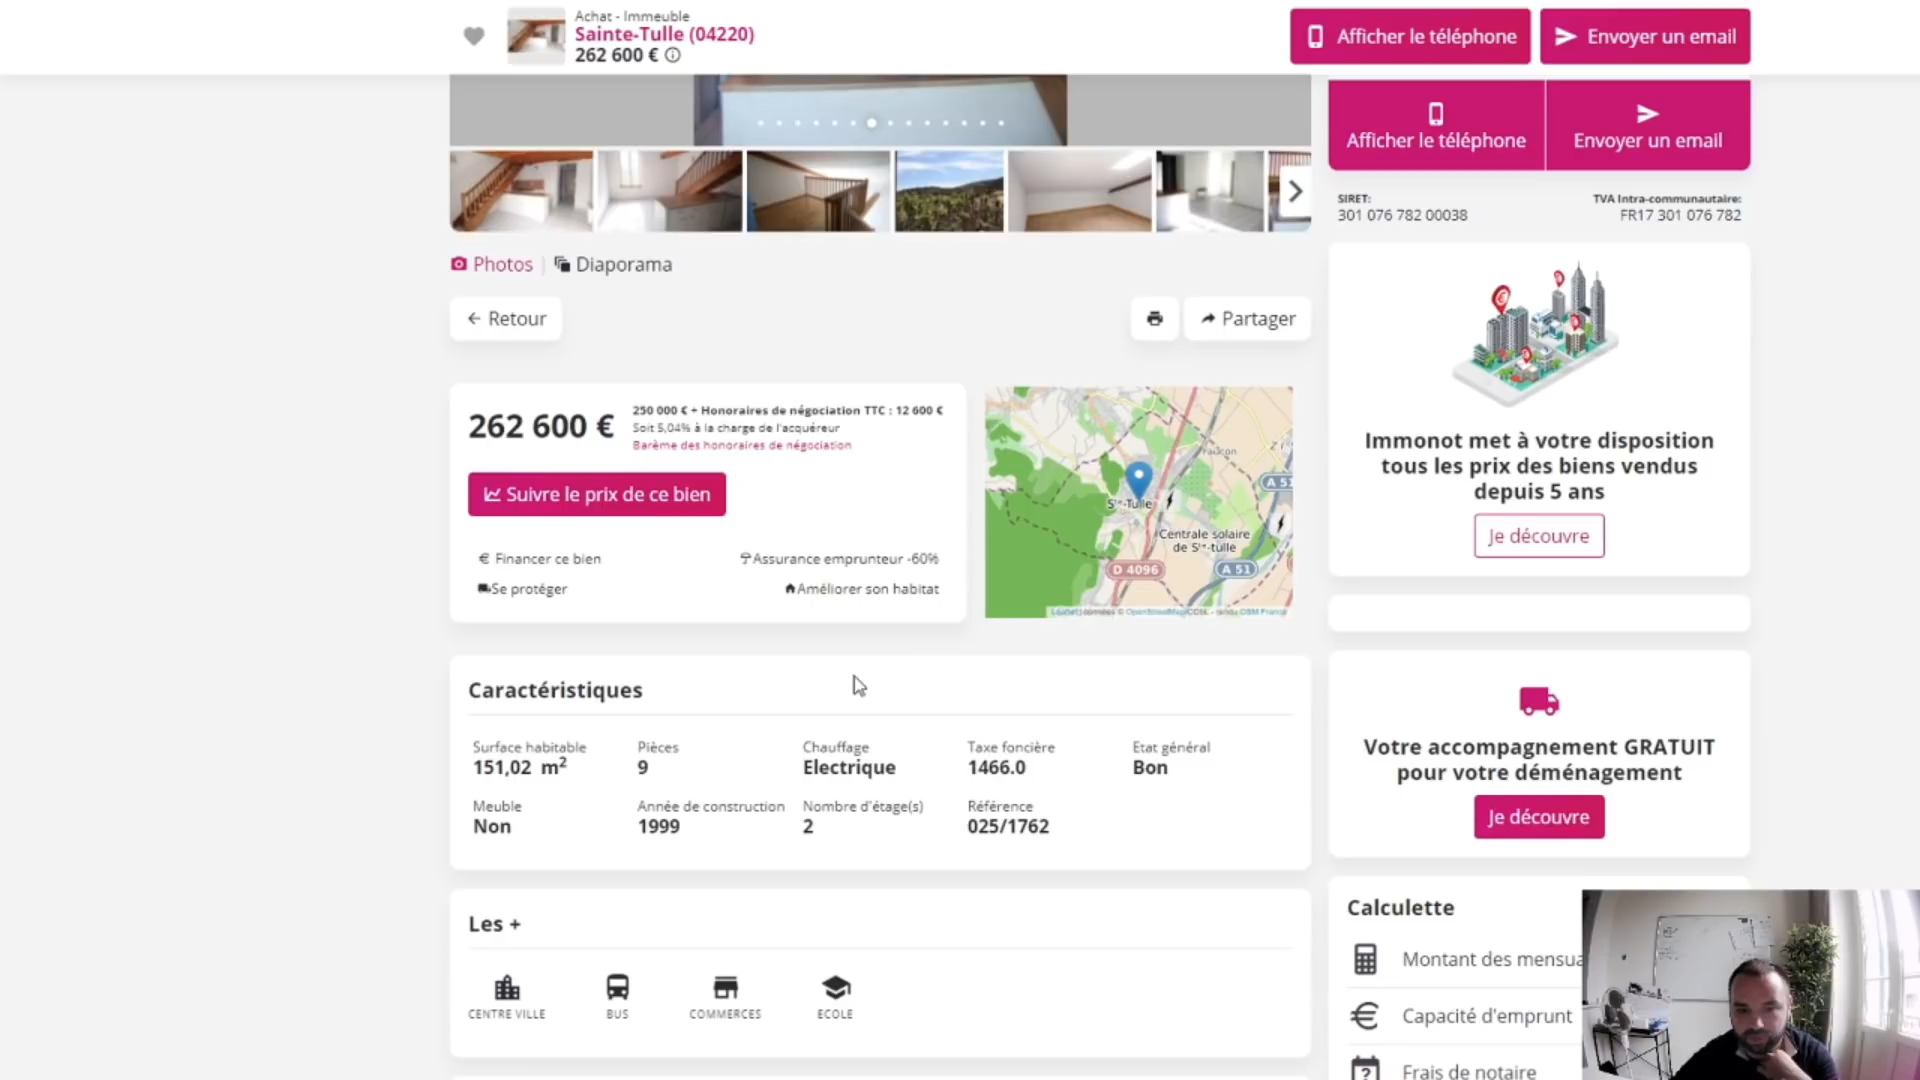 Achat - Immeuble
Sainte-Tulle (04220)
262 600 €
Afficher le téléphone
Envoyer un email
Afficher le téléphone
Envoyer un email
SIRET:
301 076 782 00038
TVA Intra-communautaire:
FR17 301 076 782
Photos | Diaporama
Retour
Partager
262 600 €
250 000 € + Honoraires de négociation TTC : 12 600 €
Soit 5,04% à la charge de l'acquéreur
Barème des honoraires de négociation
Suivre le prix de ce bien
€ Financer ce bien
Assurance emprunteur -60%
Se protéger
Améliorer son habitat
Faucon
A 51
Ste-Tulle
Centrale solaire
de Ste-tulle
D 4096
A 51
Immonot met à votre disposition
tous les prix des biens vendus
depuis 5 ans
Je découvre
Caractéristiques
Surface habitable
151,02 m²
Pièces
9
Chauffage
Electrique
Taxe foncière
1466.0
Etat général
Bon
Meuble
Non
Année de construction
1999
Nombre d'étage(s)
2
Référence
025/1762
Votre accompagnement GRATUIT
pour votre déménagement
Je découvre
Les +
CENTRE VILLE
BUS
COMMERCES
ECOLE
Calculette
Montant des mensua
Capacité d'emprunt
Frais de notaire